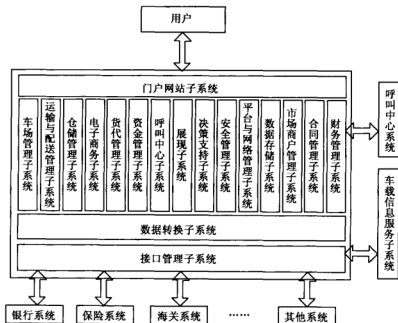 用户
门户网站子系统
车场管理子系统
运输与配送管理子系统
仓储管理子系统
电子商务子系统
货代管理子系统
资金管理子系统
呼叫中心子系统
展现子系统
决策支持子系统
安全管理子系统
平台与网络管理子系统
数据存储子系统
市场商户管理子系统
合同管理子系统
财务管理子系统
呼叫中心系统
车载信息服务子系统
数据转换子系统
接口管理子系统
银行系统
保险系统
海关系统
……
其他系统